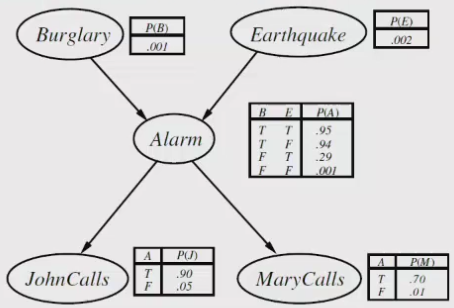 Burglary
P(B)
.001
Earthquake
P(E)
.002
Alarm
B E P(A)
T T .95
T F .94
F T .29
F F .001
JohnCalls
A P(J)
T .90
F .05
MaryCalls
A P(M)
T .70
F .01